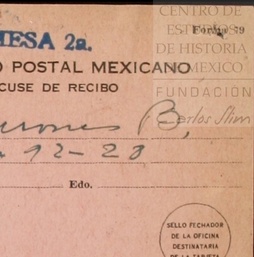 MESA 2a.
Forma 79
O POSTAL MEXICANO
CUSE DE RECIBO
12-28
Edo.
SELLO FECHADOR
DE LA OFICINA
DESTINATARIA
DE LA TARJETA
CENTRO DE
ESTUDIOS
DE HISTORIA
DE MÉXICO
FUNDACIÓN
Carlos Slim